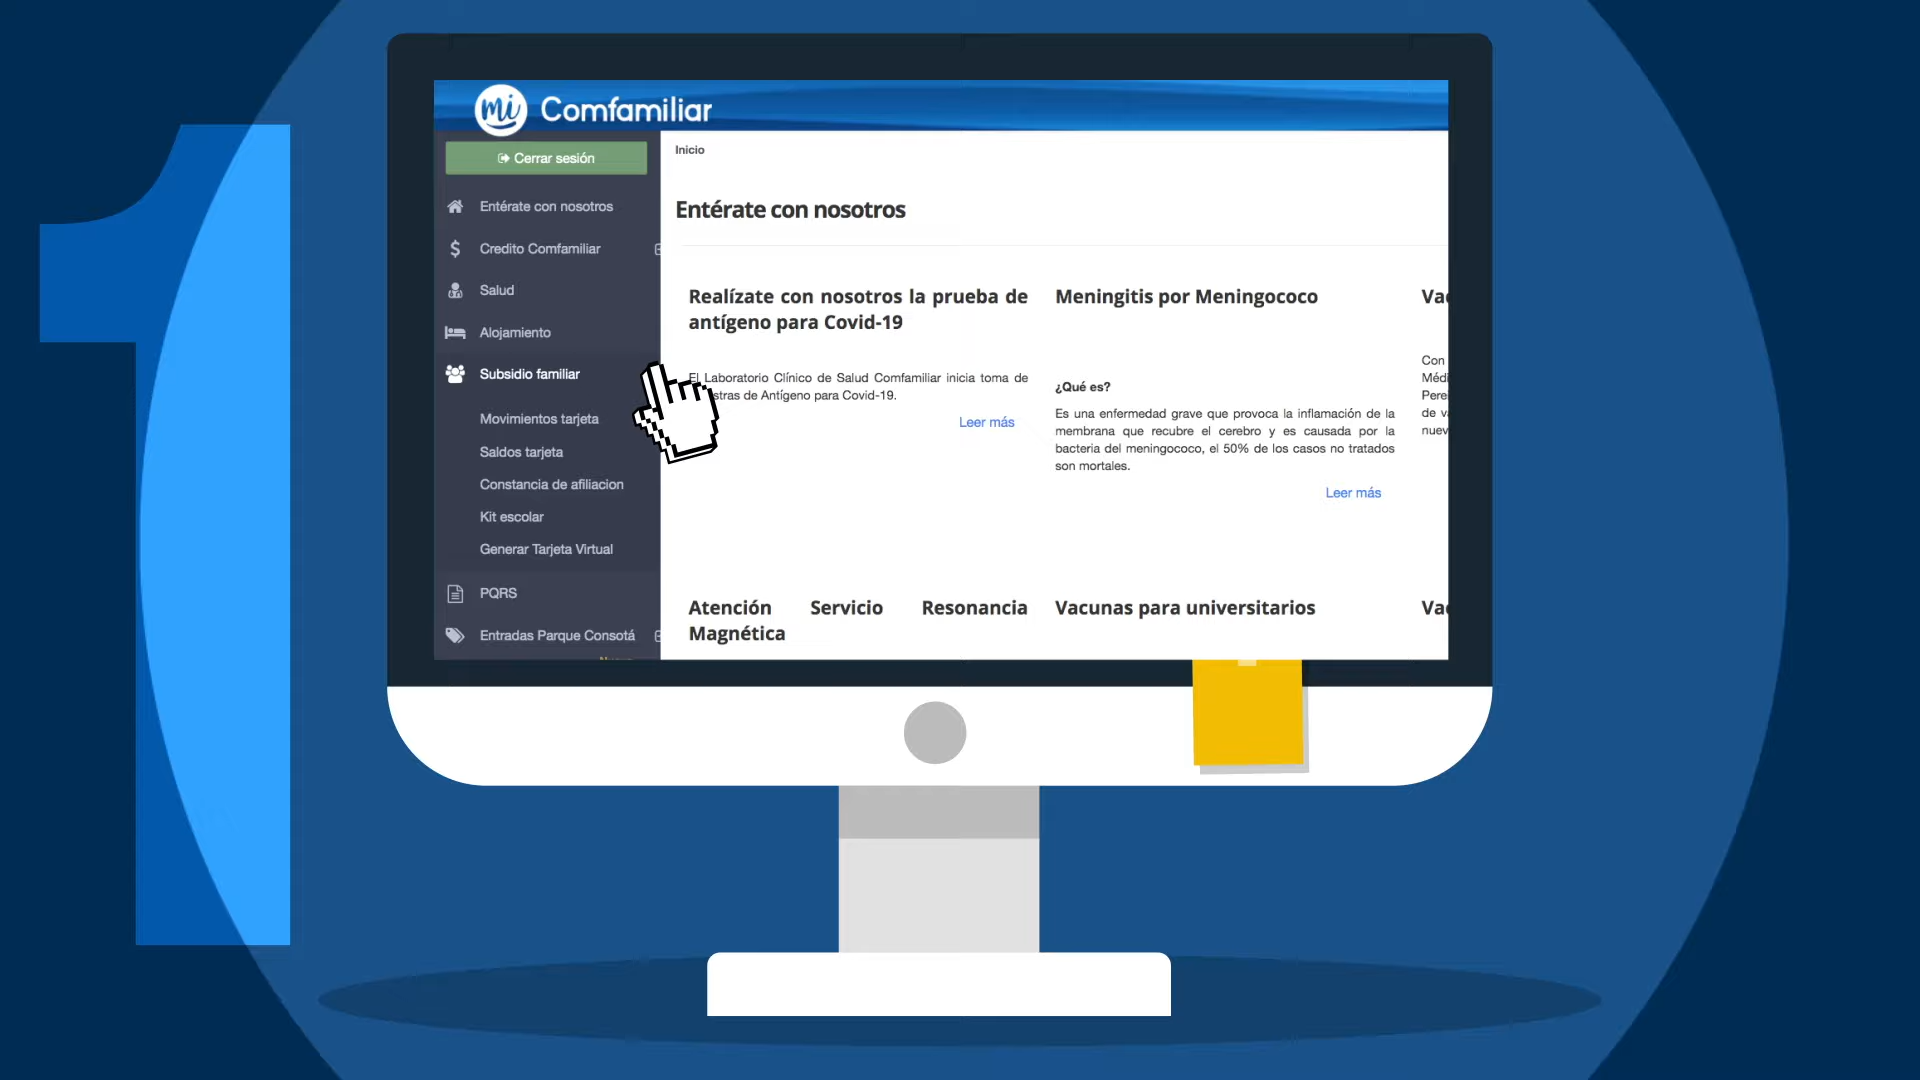 1
mi Comfamiliar
Cerrar sesión
Entérate con nosotros
Credito Comfamiliar
Salud
Alojamiento
Subsidio familiar
Movimientos tarjeta
Saldos tarjeta
Constancia de afiliacion
Kit escolar
Generar Tarjeta Virtual
PQRS
Entradas Parque Consotá
Inicio
Entérate con nosotros
Realízate con nosotros la prueba de
antígeno para Covid-19
El Laboratorio Clínico de Salud Comfamiliar inicia toma de
stras de Antígeno para Covid-19.
Leer más
Meningitis por Meningococo
¿Qué es?
Es una enfermedad grave que provoca la inflamación de la
membrana que recubre el cerebro y es causada por la
bacteria del meningococo, el 50% de los casos no tratados
son mortales.
Leer más
Con
Atención Servicio Resonancia
Magnética
Vacunas para universitarios